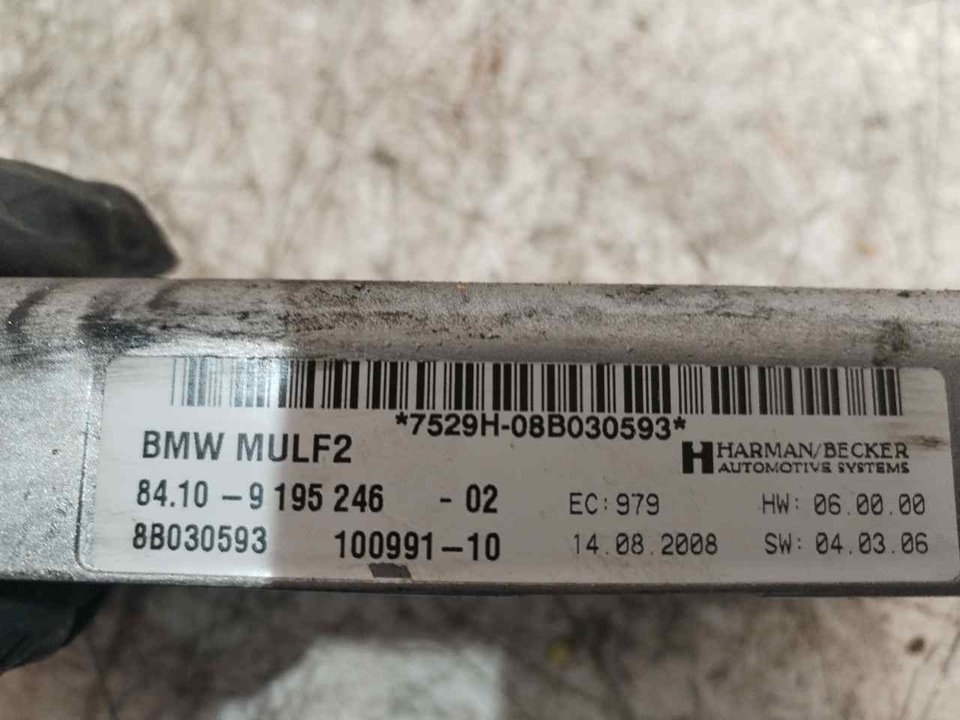 *7529H-08B030593*
BMW MULF2
HARMAN/BECKER
AUTOMOTIVE SYSTEMS
84.10 - 9 195 246 - 02 EC: 979 HW: 06.00.00
8B030593 100991-10 14.08.2008 SW: 04.03.06